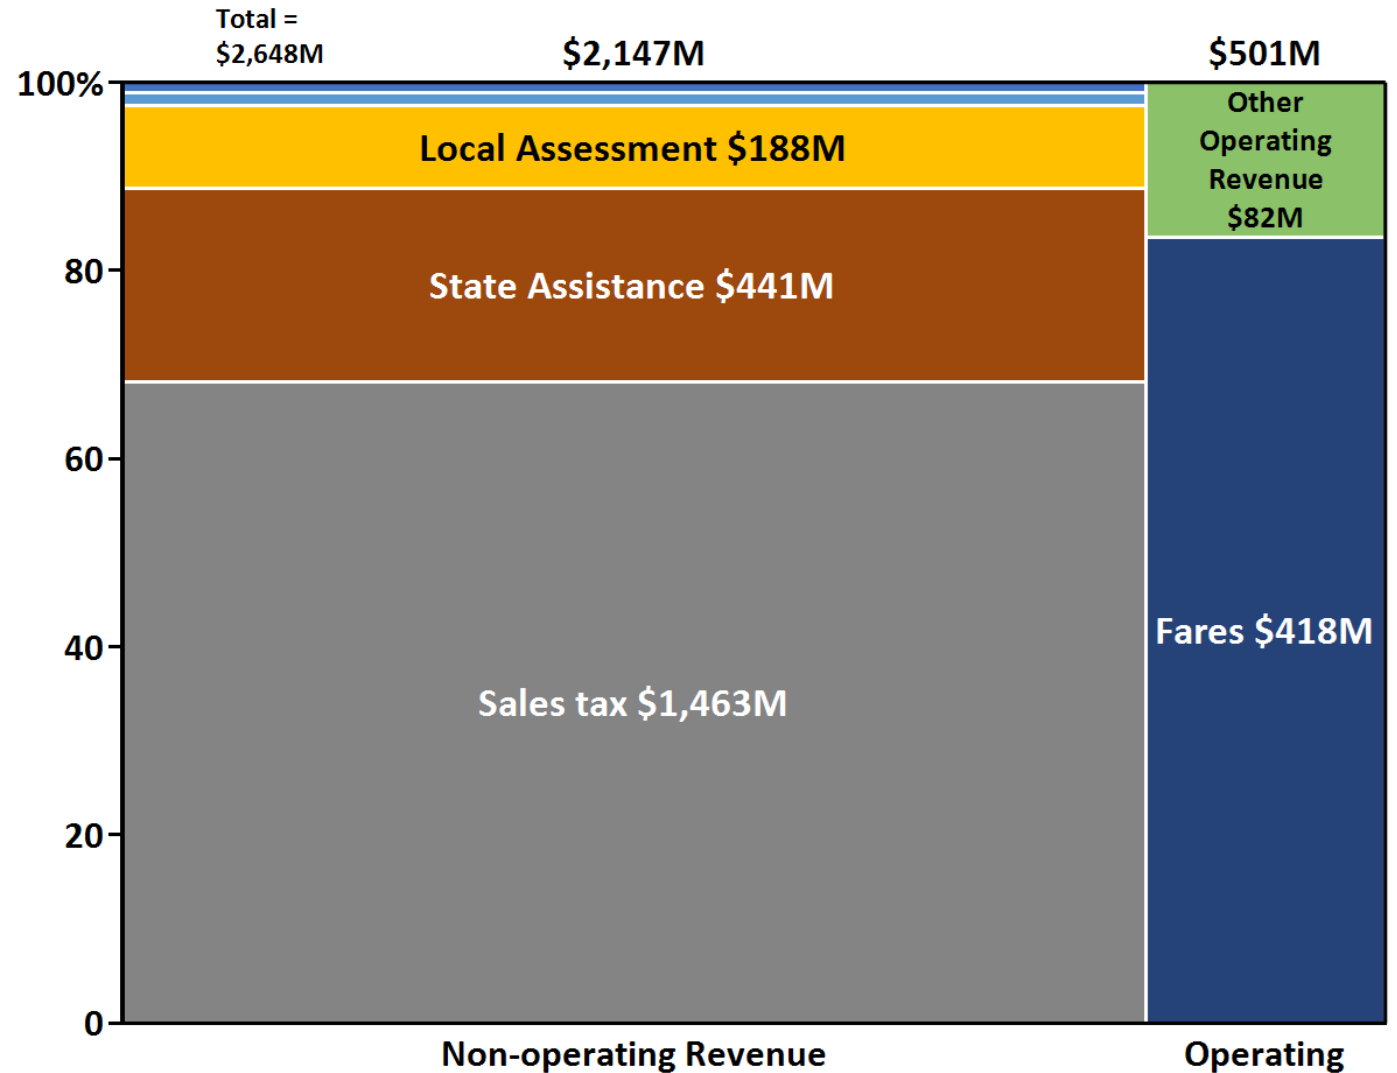 Total =
$2,648M
$2,147M
$501M
100%
80
60
40
20
0
Local Assessment $188M
State Assistance $441M
Sales tax $1,463M
Other
Operating
Revenue
$82M
Fares $418M
Non-operating Revenue
Operating